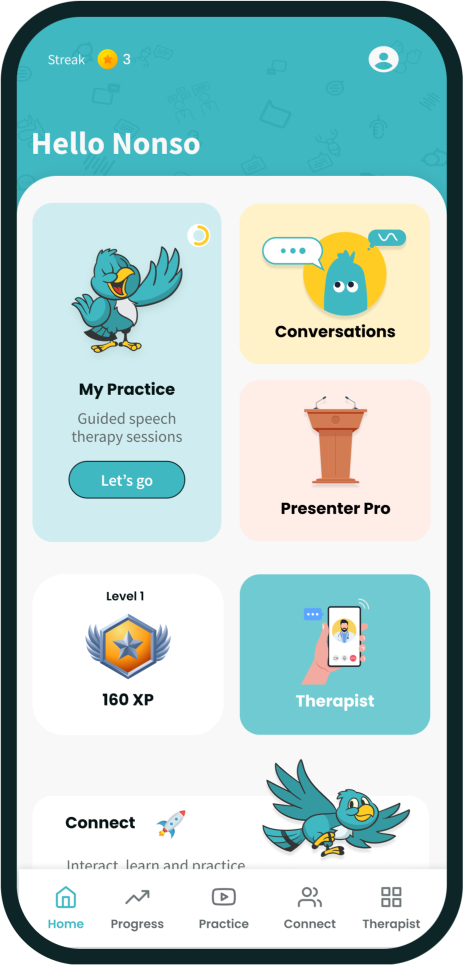 Streak 3
Hello Nonso
My Practice
Guided speech
therapy sessions
Let's go
Conversations
Presenter Pro
Level 1
160 XP
Therapist
Connect
Interact, learn and practice
Home
Progress
Practice
Connect
Therapist